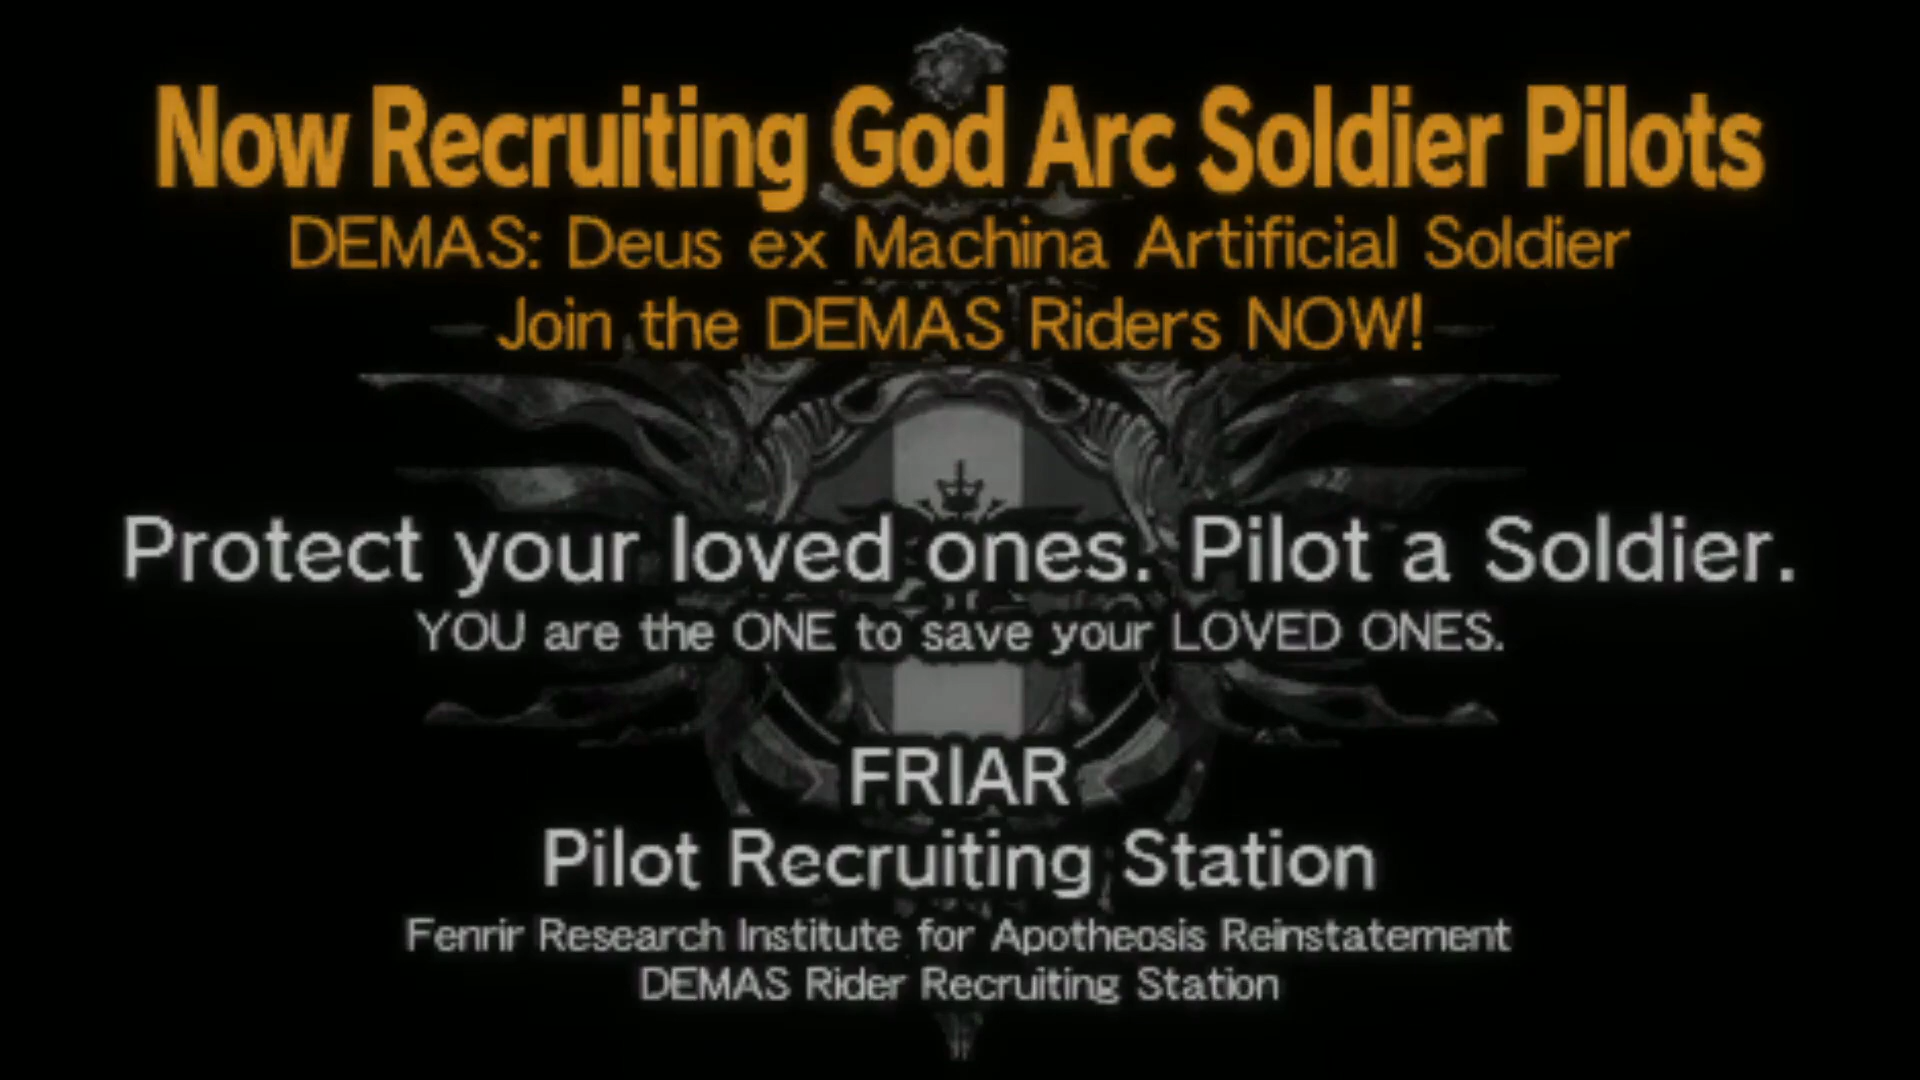 Now Recruiting God Arc Soldier Pilots
DEMAS: Deus ex Machina Artificial Soldier
Join the DEMAS Riders NOW!
Protect your loved ones. Pilot a Soldier.
YOU are the ONE to save your LOVED ONES.
FRIAR
Pilot Recruiting Station
Fenrir Research Institute for Apotheosis Reinstatement
DEMAS Rider Recruiting Station